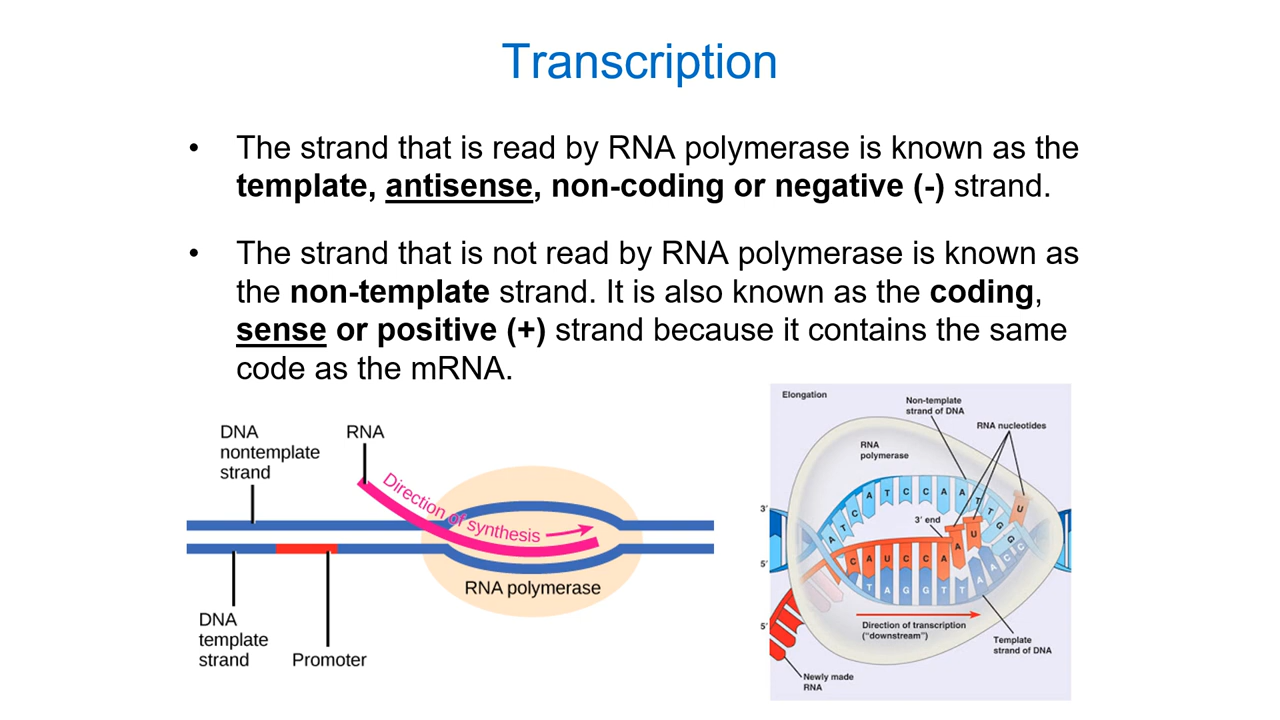 Transcription
• The strand that is read by RNA polymerase is known as the
template, antisense, non-coding or negative (-) strand.
• The strand that is not read by RNA polymerase is known as
the non-template strand. It is also known as the coding,
sense or positive (+) strand because it contains the same
code as the mRNA.
DNA
nontemplate
strand
RNA
Direction of synthesis
RNA polymerase
DNA
template
strand
Promoter
Elongation
Non-template
strand of DNA
RNA nucleotides
RNA
polymerase
3'
3' end
5'
5'
A T C A T C C A A T T G G
U
C A U C C A A U
T A G G T T A A C C
Direction of transcription
("downstream")
Template
strand of DNA
Newly made
RNA